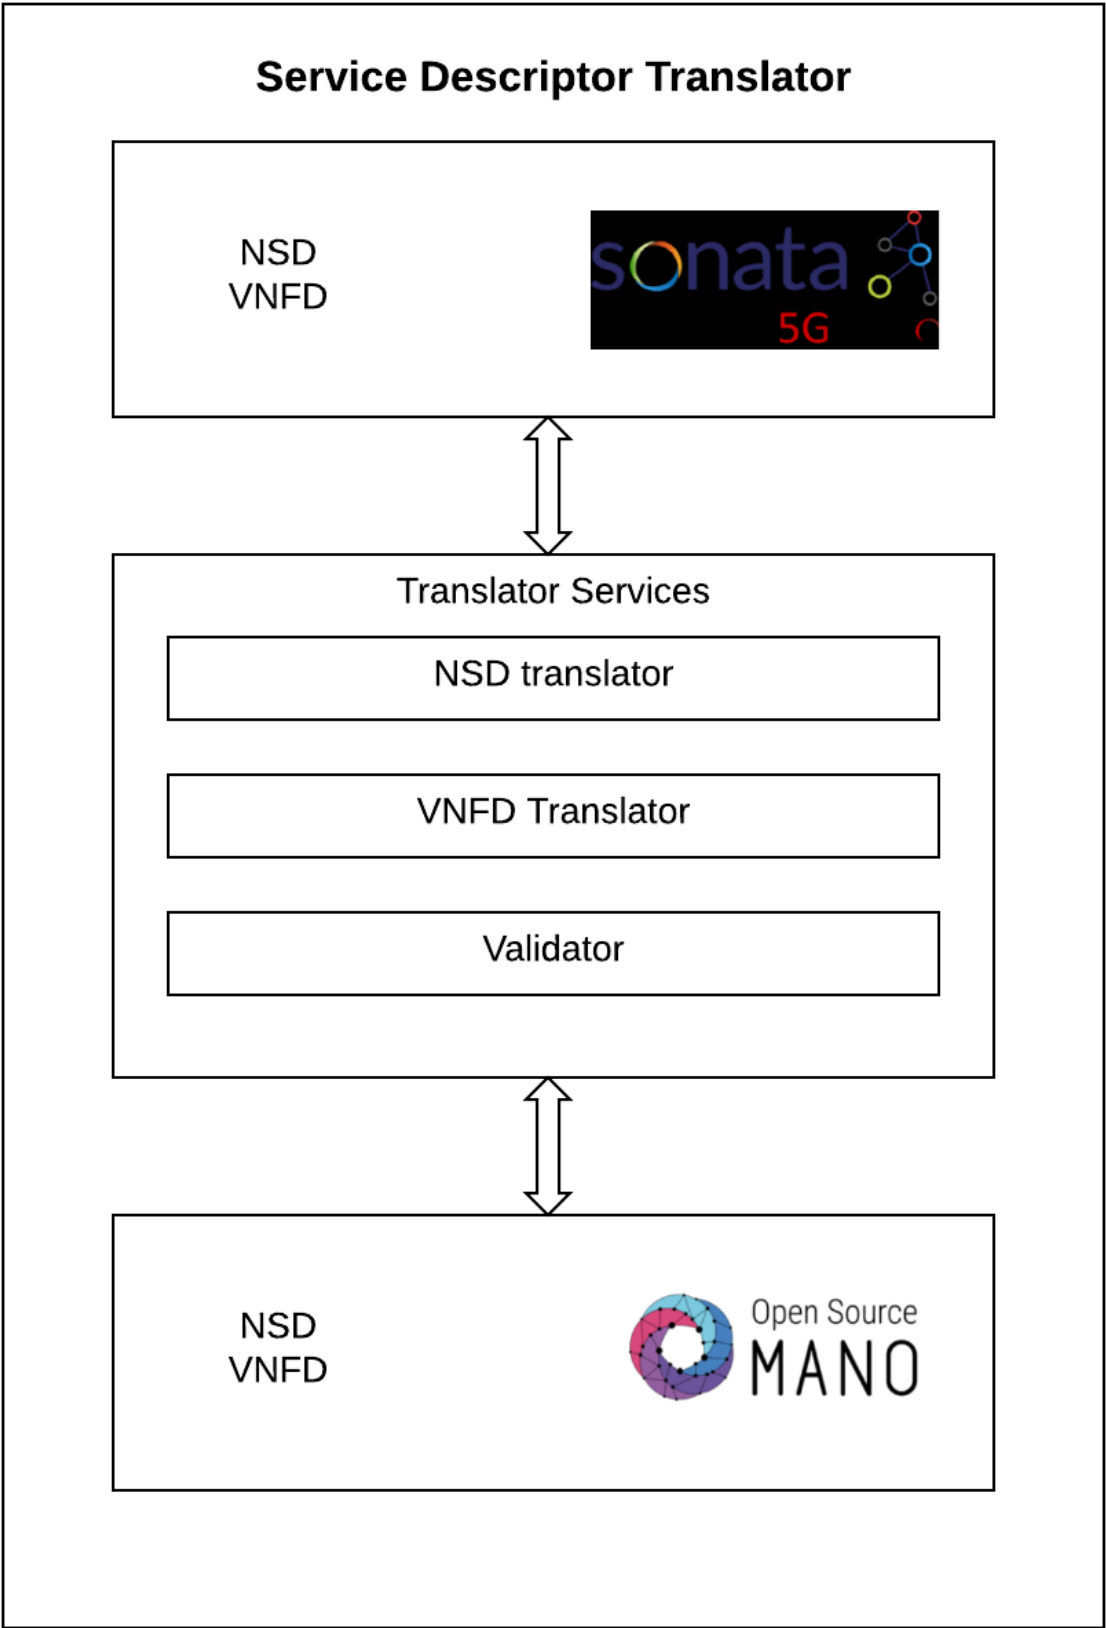 Service Descriptor Translator
NSD
VNFD
sonata
5G
Translator Services
NSD translator
VNFD Translator
Validator
NSD
VNFD
Open Source
MANO